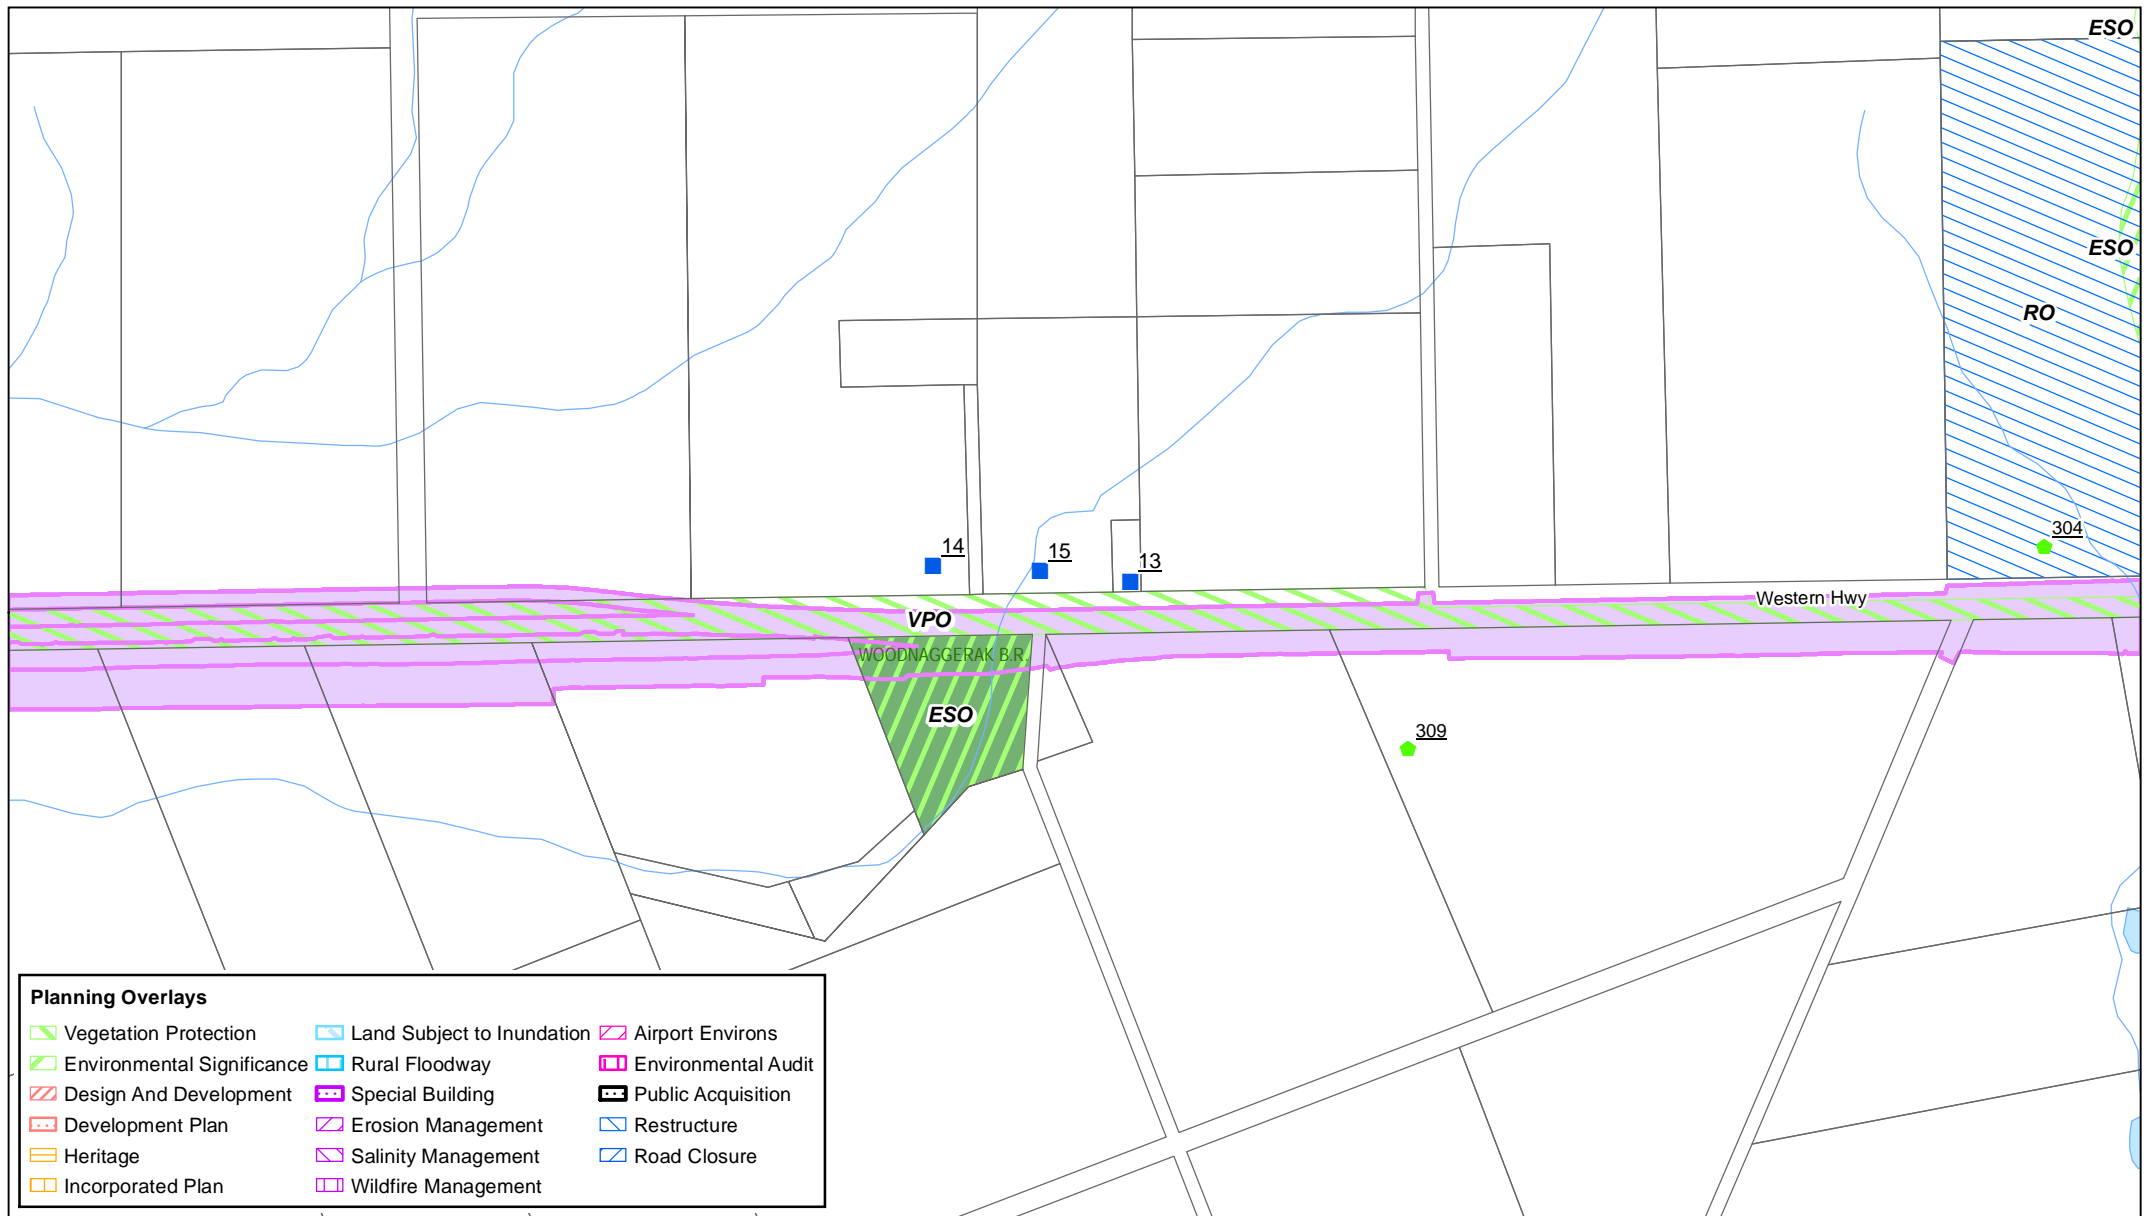 ESO
ESO
RO
304
14
15
13
Western Hwy
VPO
WOODNAGGERAK B.R.
ESO
309
Planning Overlays
Vegetation Protection
Environmental Significance
Design And Development
Development Plan
Heritage
Incorporated Plan
Land Subject to Inundation
Rural Floodway
Special Building
Erosion Management
Salinity Management
Wildfire Management
Airport Environs
Environmental Audit
Public Acquisition
Restructure
Road Closure